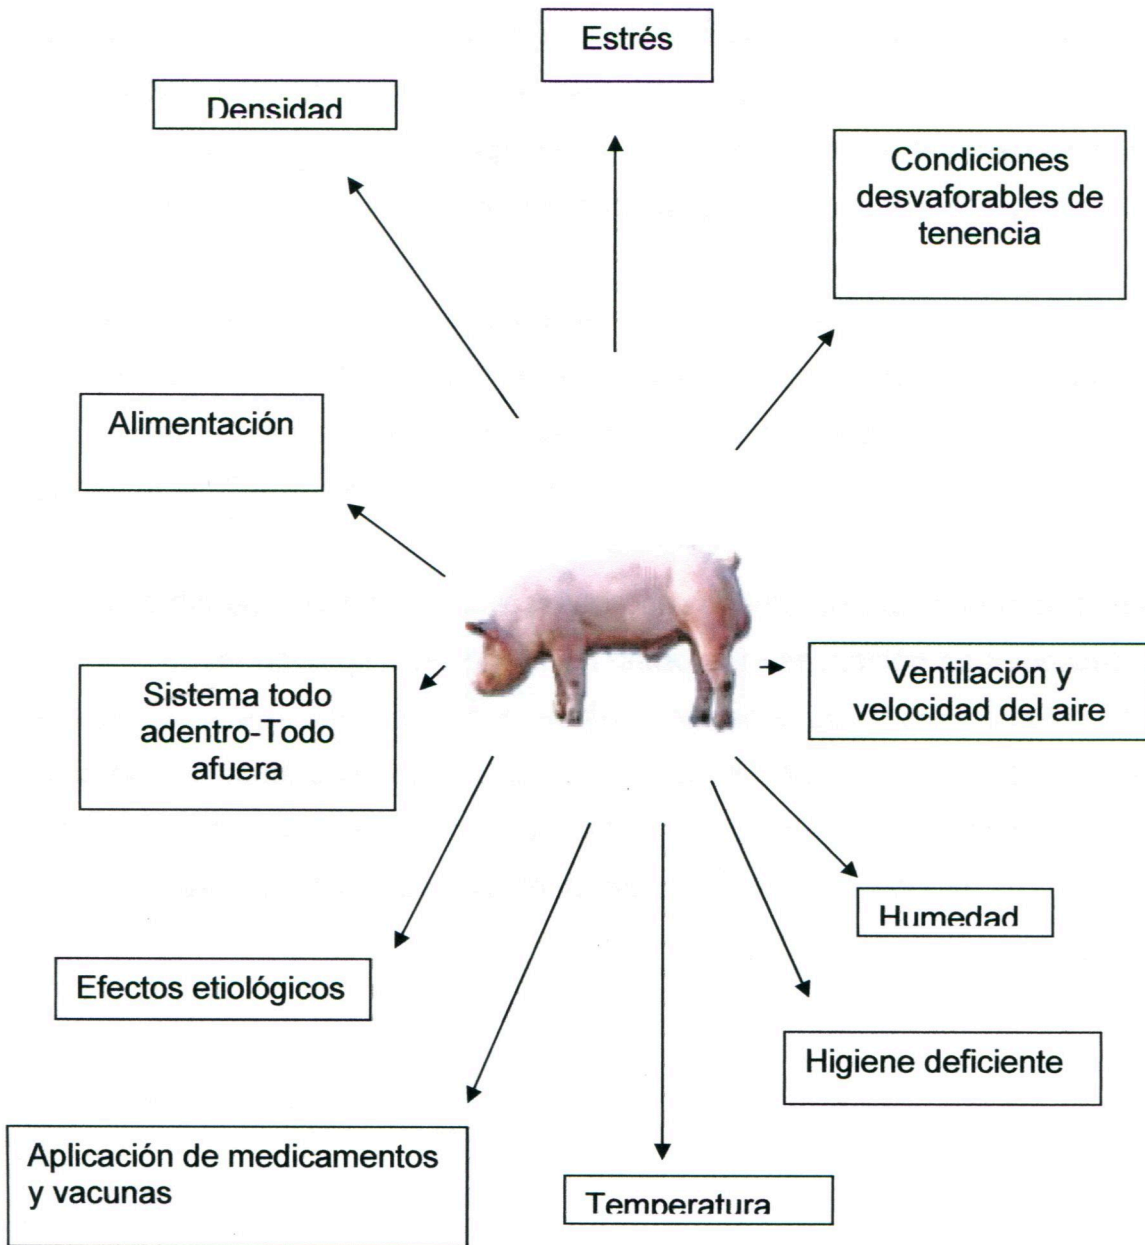 Estrés
Densidad
Condiciones
desvaforables de
tenencia
Alimentación
Sistema todo
adentro-Todo
afuera
Ventilación y
velocidad del aire
Humedad
Efectos etiológicos
Higiene deficiente
Aplicación de medicamentos
y vacunas
Temperatura